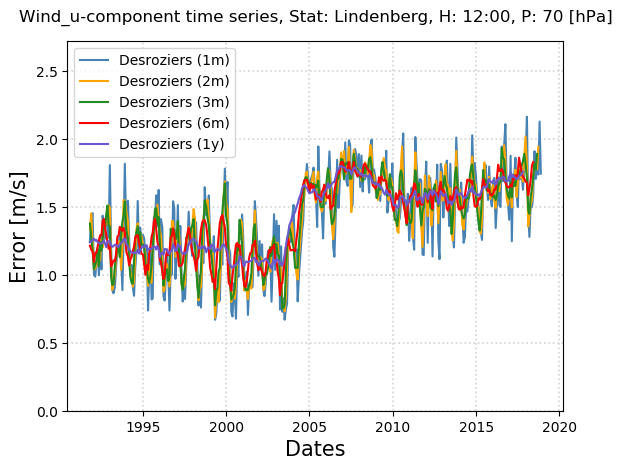 Wind_u-component time series, Stat: Lindenberg, H: 12:00, P: 70 [hPa]
Desroziers (1m)
Desroziers (2m)
Desroziers (3m)
Desroziers (6m)
Desroziers (1y)
Error [m/s]
2.5
2.0
1.5
1.0
0.5
0.0
1995 2000 2005 2010 2015 2020
Dates